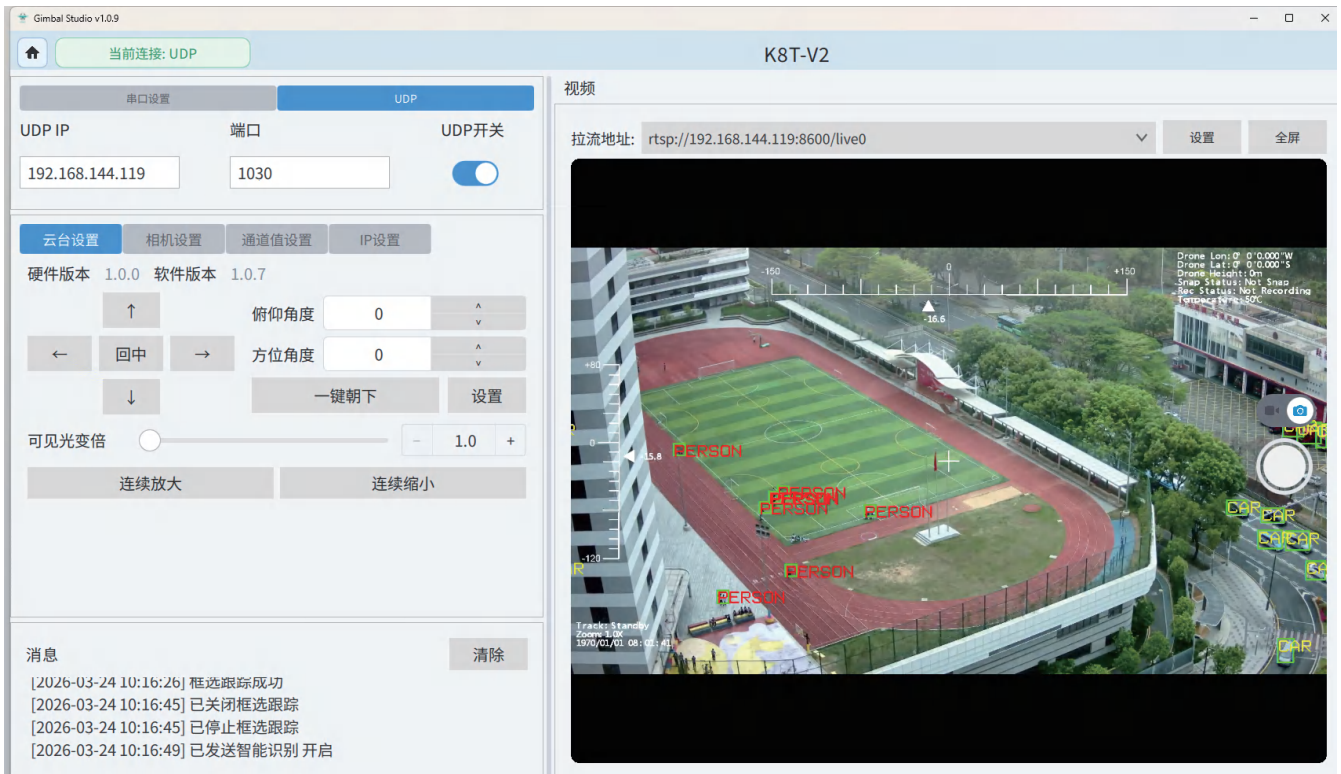 Gimbal Studio v1.0.9
当前连接: UDP
K8T-V2
串口设置
UDP
UDP IP
端口
UDP开关
192.168.144.119
1030
云台设置
相机设置
通道值设置
IP设置
硬件版本 1.0.0 软件版本 1.0.7
↑
俯仰角度
0
←
回中
→
方位角度
0
↓
一键朝下
设置
可见光变倍
-
1.0
+
连续放大
连续缩小
消息
清除
[2026-03-24 10:16:26] 框选跟踪成功
[2026-03-24 10:16:45] 已关闭框选跟踪
[2026-03-24 10:16:45] 已停止框选跟踪
[2026-03-24 10:16:49] 已发送智能识别 开启
视频
拉流地址:
rtsp://192.168.144.119:8600/live0
设置
全屏
-150
0
+150
-16.6
Drone Lon: 0° 0'0.000"W
Drone Lat: 0° 0'0.000"S
Drone Height: 0m
Snap Status: Not Snap
Rec Status: Not Recording
Temperature: 50℃
+80
0
-15.8
-120
PERSON
PERSON
PERSON
PERSON
PERSON
PERSON
PERSON
CAR
CAR
CAR
CAR
CAR
Track: Standby
Zoom: 1.0X
1970/01/01 08:01:41